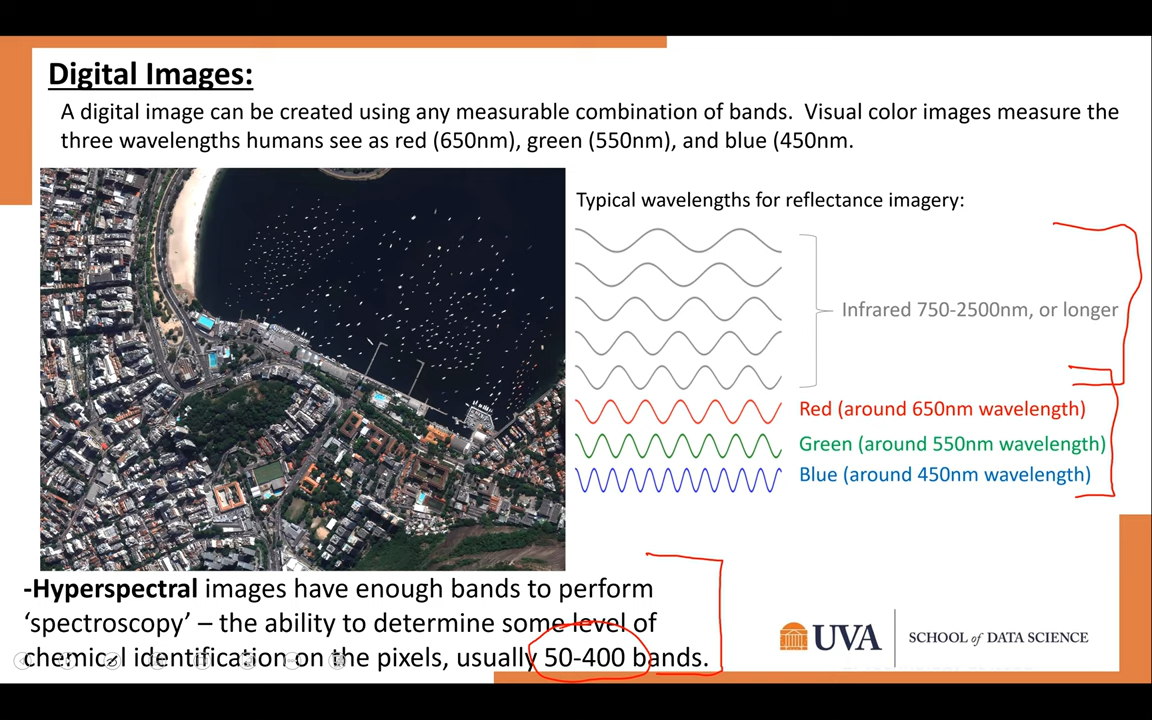 Digital Images:
A digital image can be created using any measurable combination of bands.  Visual color images measure the
three wavelengths humans see as red (650nm), green (550nm), and blue (450nm.
Typical wavelengths for reflectance imagery:
Infrared 750-2500nm, or longer
Red (around 650nm wavelength)
Green (around 550nm wavelength)
Blue (around 450nm wavelength)
-Hyperspectral images have enough bands to perform
‘spectroscopy’ – the ability to determine some level of
chemical identification on the pixels, usually 50-400 bands.
UVA SCHOOL of DATA SCIENCE